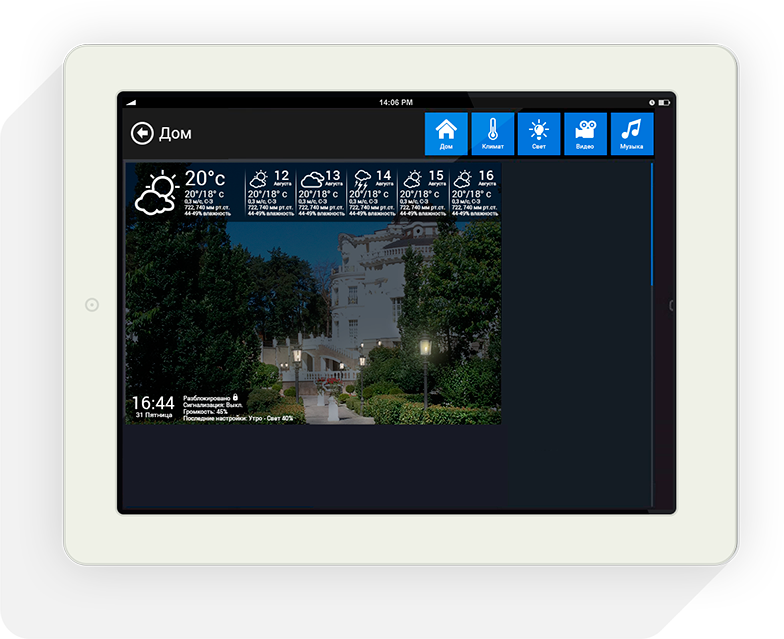 14:06 PM
Дом
Дом
Климат
Свет
Видео
Музыка
20°c
20°/18° c
0,3 м/с, С-З
722, 740 мм рт.ст.
44-49% влажность
12
Августа
20°/18° c
0,3 м/с, С-З
722, 740 мм рт.ст.
44-49% влажность
13
Августа
20°/18° c
0,3 м/с, С-З
722, 740 мм рт.ст.
44-49% влажность
14
Августа
20°/18° c
0,3 м/с, С-З
722, 740 мм рт.ст.
44-49% влажность
15
Августа
20°/18° c
0,3 м/с, С-З
722, 740 мм рт.ст.
44-49% влажность
16
Августа
20°/18° c
0,3 м/с, С-З
722, 740 мм рт.ст.
44-49% влажность
16:44
31 Пятница
Разблокировано
Сигнализация: Выкл.
Громкость: 45%
Последние настройки: Утро - Свет 40%